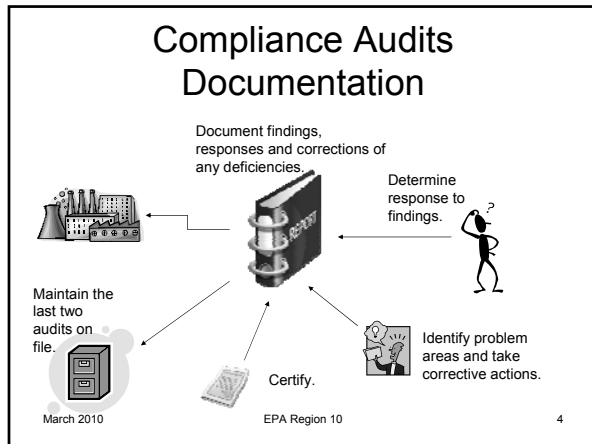 Compliance Audits
Documentation
Document findings,
responses and corrections of
any deficiencies.
Determine
response to
findings.
?
REPORT
Maintain the
last two
audits on
file.
Certify.
Identify problem
areas and take
corrective actions.
March 2010
EPA Region 10
4